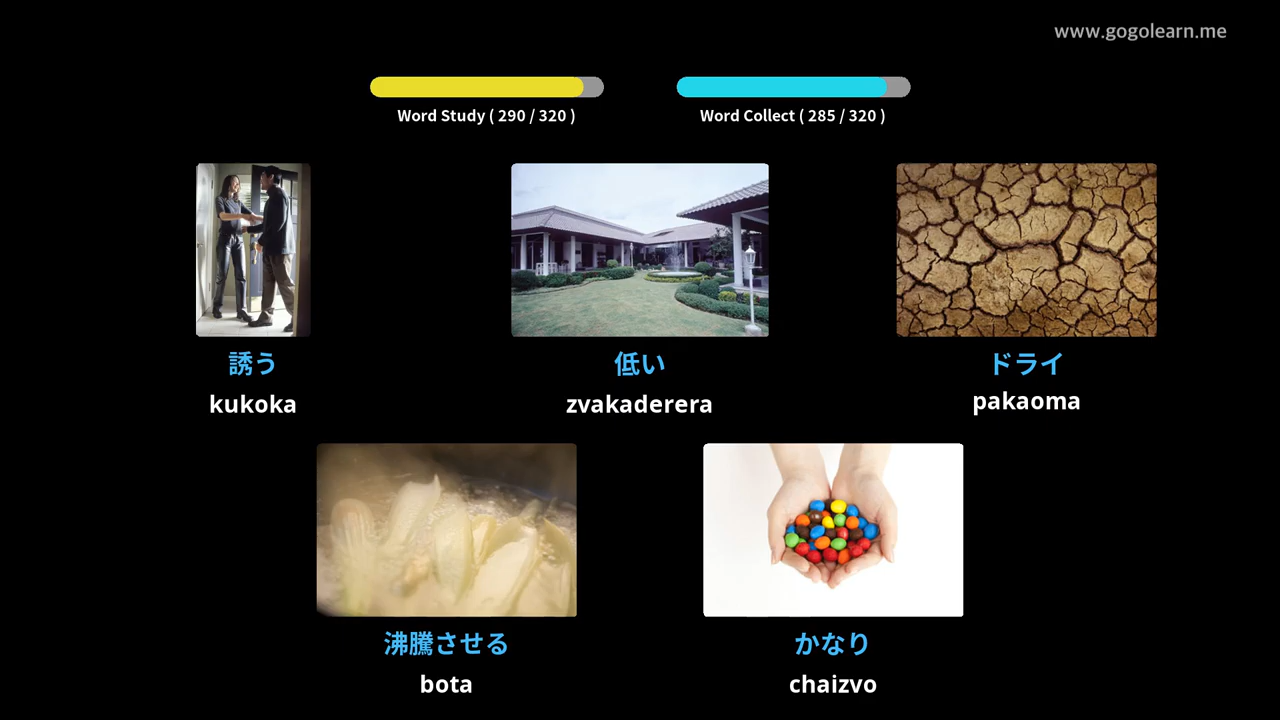 www.gogolearn.me
Word Study ( 290 / 320 )
Word Collect ( 285 / 320 )
誘う
kukoka
低い
zvakaderera
ドライ
pakaoma
沸騰させる
bota
かなり
chaizvo